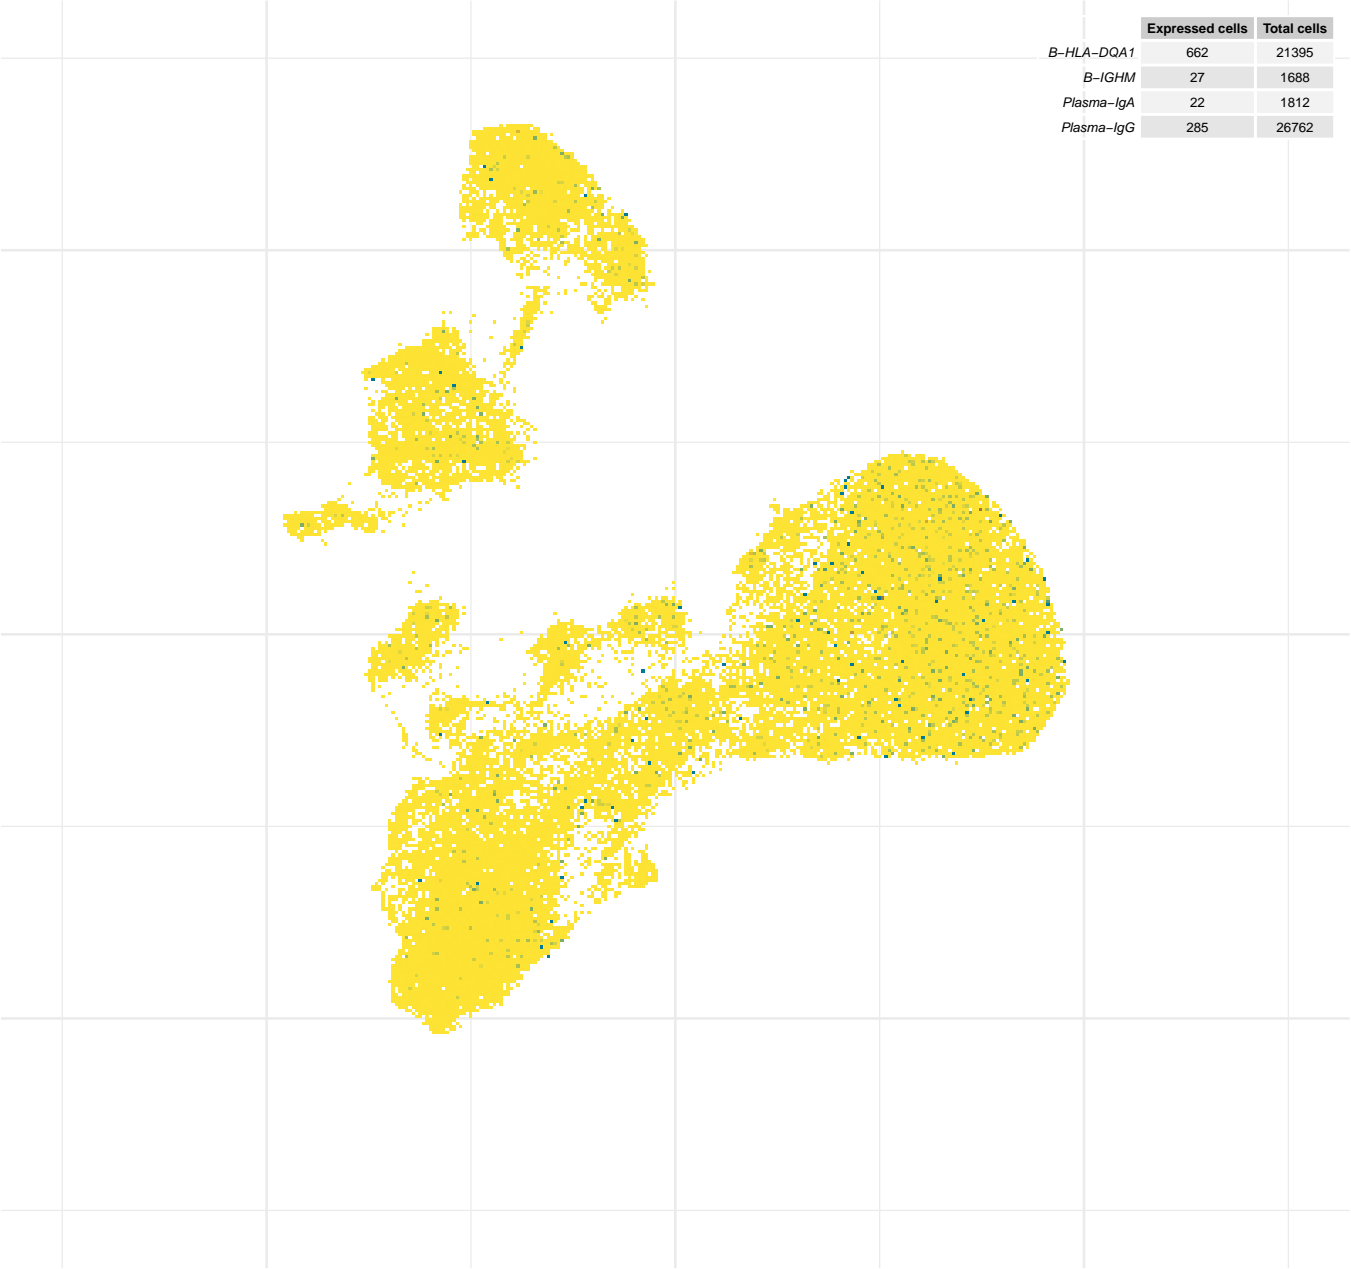 Expressed cells Total cells
B−HLA−DQA1 662 21395
B−IGHM 27 1688
Plasma−IgA 22 1812
Plasma−IgG 285 26762